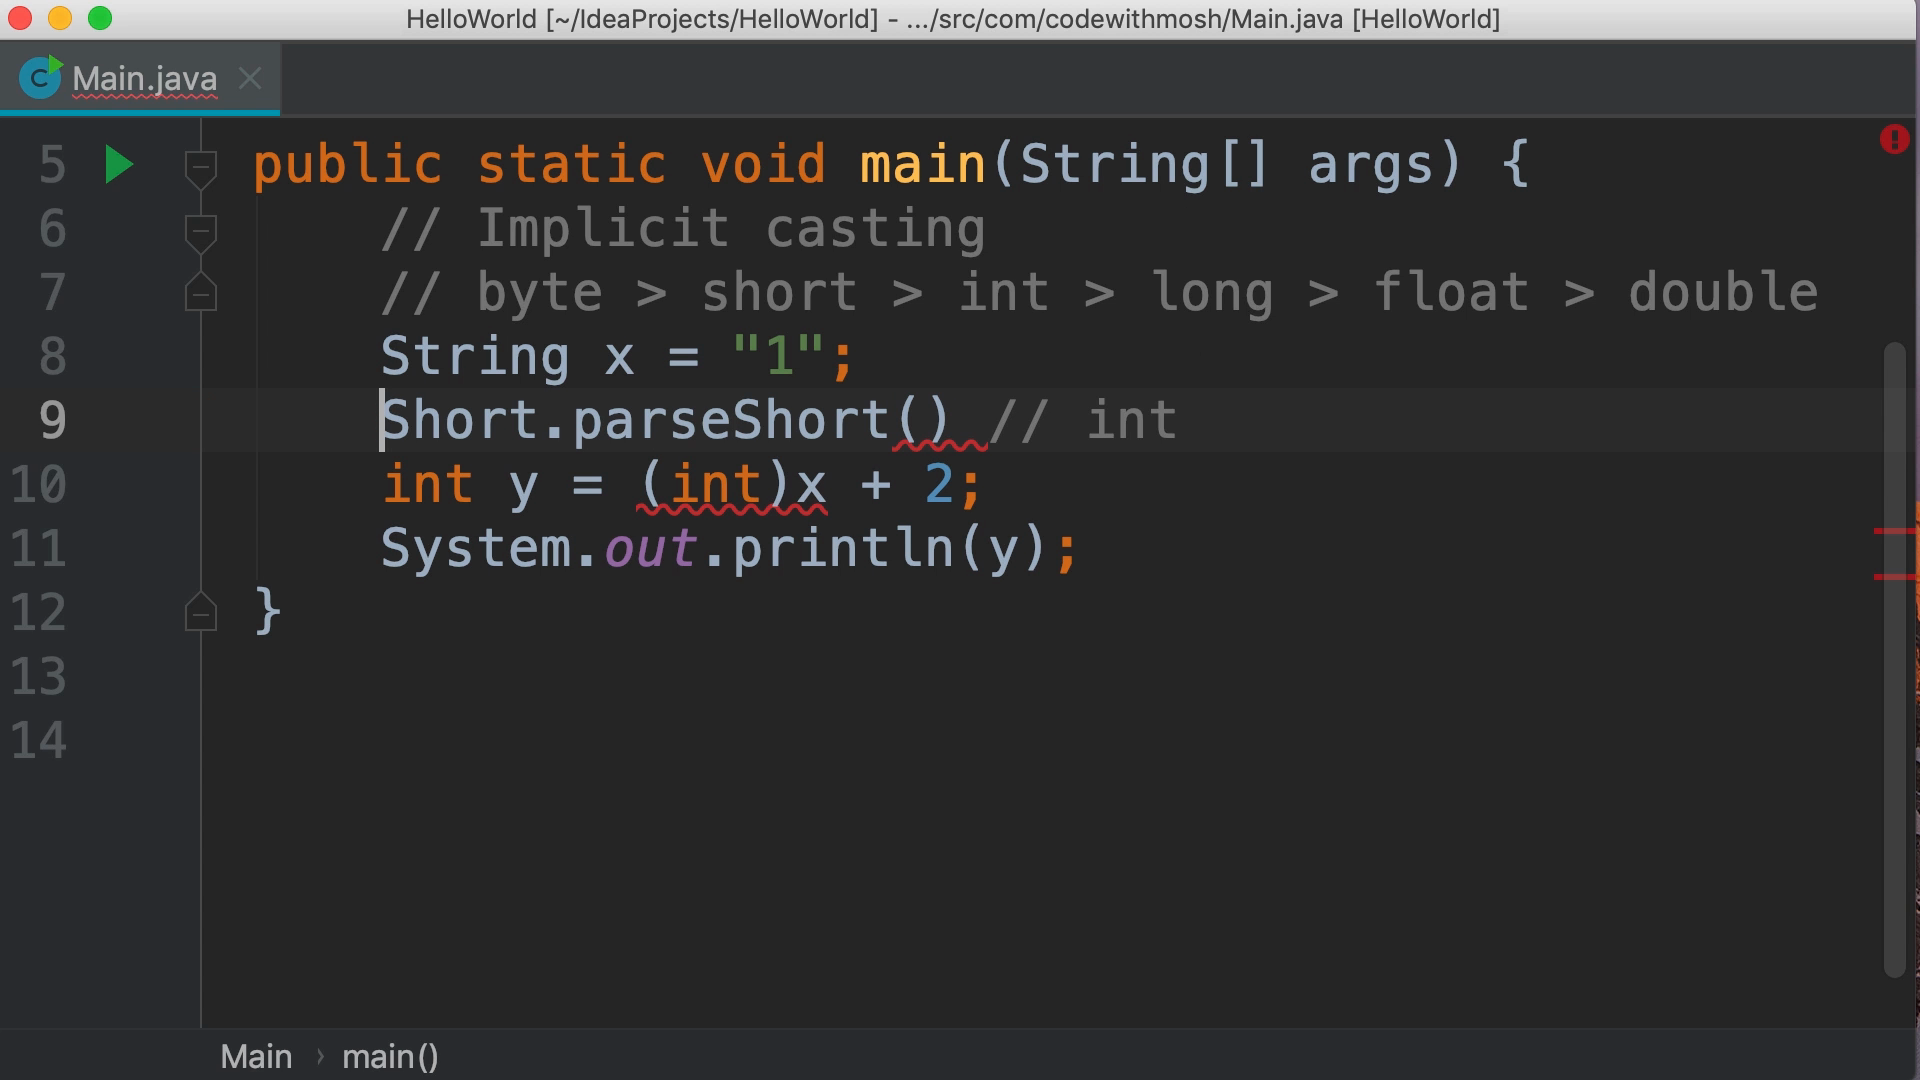 HelloWorld [~/IdeaProjects/HelloWorld] - .../src/com/codewithmosh/Main.java [HelloWorld]
Main.java
5 public static void main(String[] args) {
6 // Implicit casting
7 // byte > short > int > long > float > double
8 String x = "1";
9 Short.parseShort() // int
10 int y = (int)x + 2;
11 System.out.println(y);
12 }
13
14
Main › main()